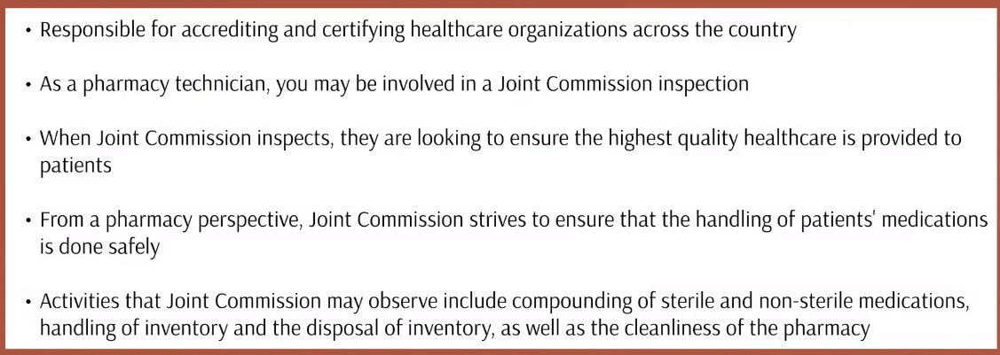 • Responsible for accrediting and certifying healthcare organizations across the country
• As a pharmacy technician, you may be involved in a Joint Commission inspection
• When Joint Commission inspects, they are looking to ensure the highest quality healthcare is provided to
patients
• From a pharmacy perspective, Joint Commission strives to ensure that the handling of patients' medications
is done safely
• Activities that Joint Commission may observe include compounding of sterile and non-sterile medications,
handling of inventory and the disposal of inventory, as well as the cleanliness of the pharmacy